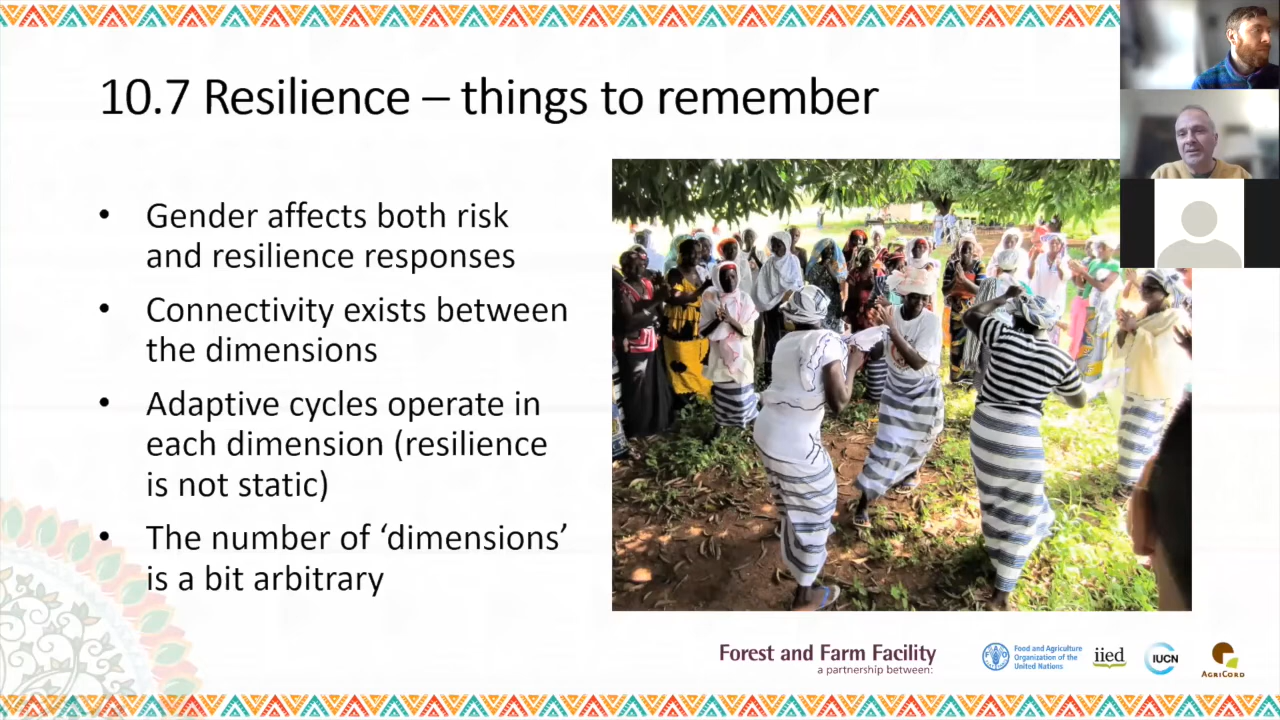 10.7 Resilience – things to remember
• Gender affects both risk
and resilience responses
• Connectivity exists between
the dimensions
• Adaptive cycles operate in
each dimension (resilience
is not static)
• The number of ‘dimensions’
is a bit arbitrary
Forest and Farm Facility
a partnership between:
Food and Agriculture
Organization of the
United Nations
iied
IUCN
AGRICORD